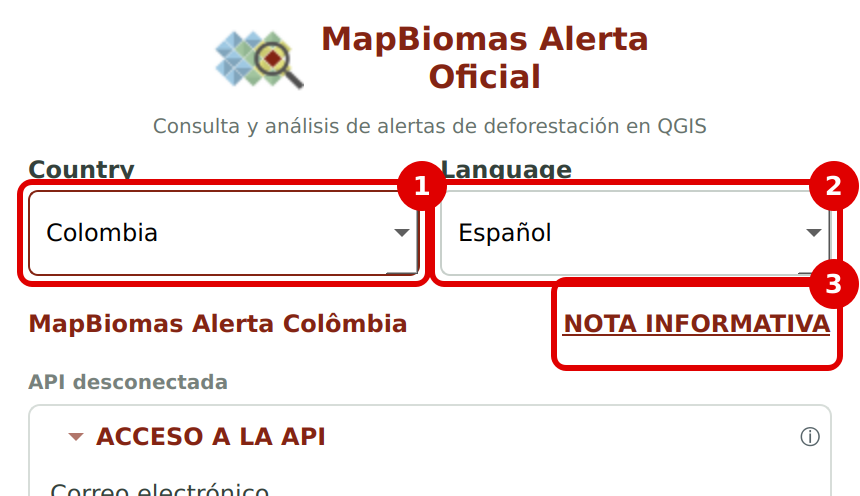 MapBiomas Alerta
Oficial
Consulta y análisis de alertas de deforestación en QGIS
Country
Language
1
2
Colombia
Español
3
MapBiomas Alerta Colômbia
NOTA INFORMATIVA
API desconectada
ACCESO A LA API
Correo electrónico